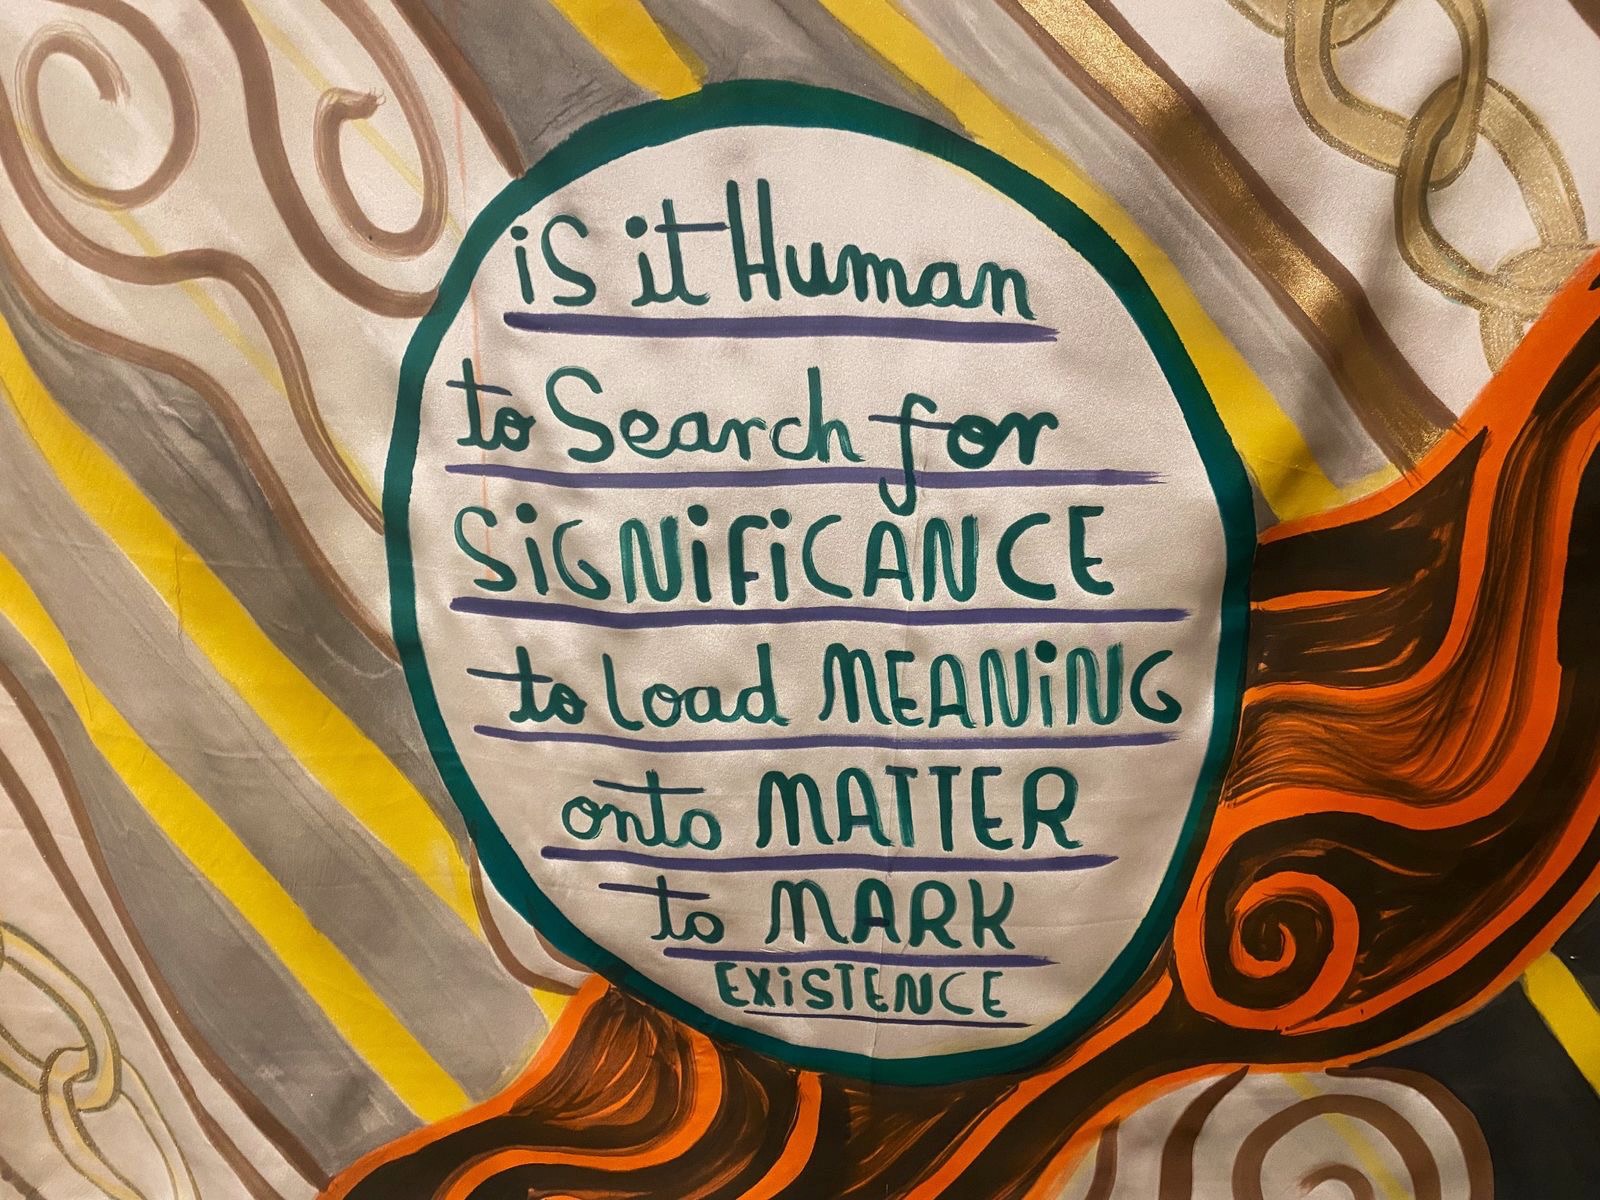 is it Human
to Search for
SiGNiFiCANCE
to load MEANiNG
onto MATTER
to MARK
EXiSTENCE